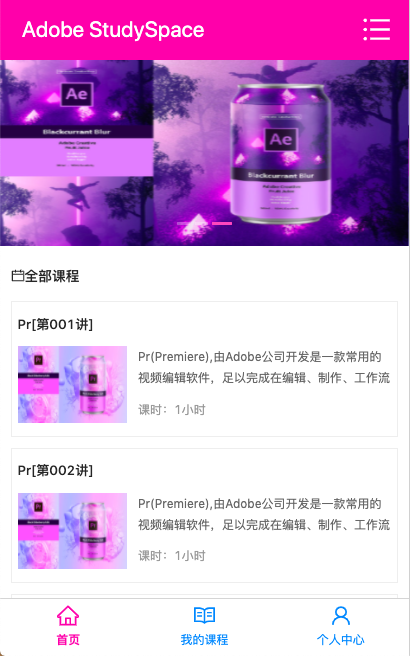 Adobe StudySpace
Ae
Blackcurrant Blur
Adobe Creative
Ae
Blackcurrant Blur
Adobe Creative
全部课程
Pr[第001讲]
Pr
Pr
Pr(Premiere),由Adobe公司开发是一款常用的
视频编辑软件，足以完成在编辑、制作、工作流
课时：1小时
Pr[第002讲]
Pr
Pr
Pr(Premiere),由Adobe公司开发是一款常用的
视频编辑软件，足以完成在编辑、制作、工作流
课时：1小时
首页
我的课程
个人中心